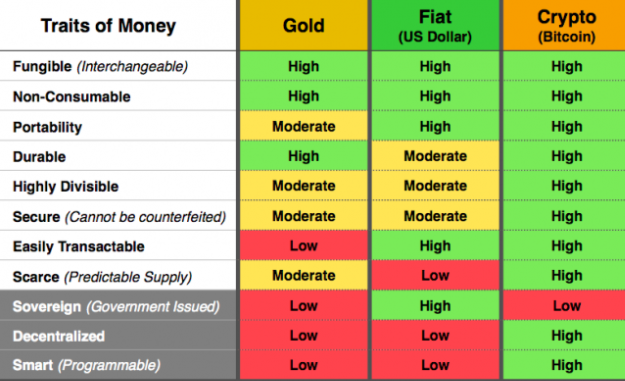 Traits of Money Gold Fiat (US Dollar) Crypto (Bitcoin)
Fungible (Interchangeable) High High High
Non-Consumable High High High
Portability Moderate High High
Durable High Moderate High
Highly Divisible Moderate Moderate High
Secure (Cannot be counterfeited) Moderate Moderate High
Easily Transactable Low High High
Scarce (Predictable Supply) Moderate Low High
Sovereign (Government Issued) Low High Low
Decentralized Low Low High
Smart (Programmable) Low Low High